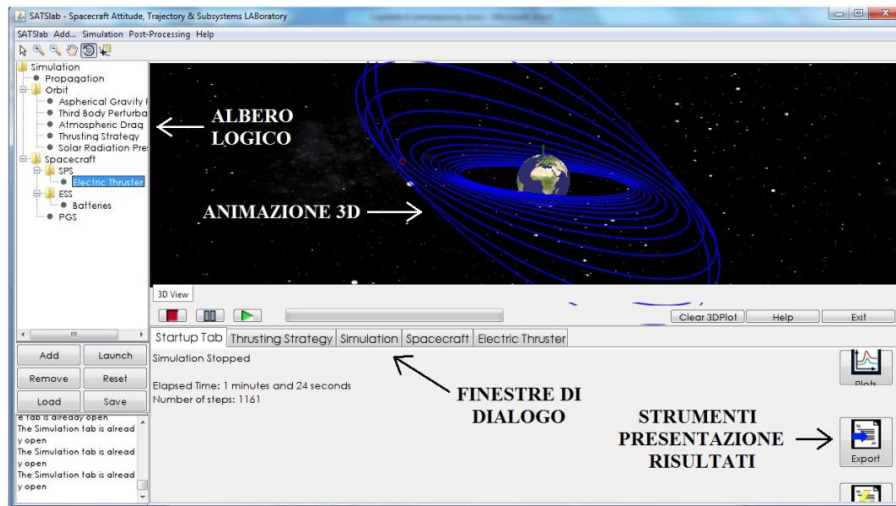 SATSlab - Spacecraft Attitude, Trajectory & Subsystems LABoratory
SATSlab Add... Simulation Post-Processing Help
Simulation
Propagation
Orbit
Aspherical Gravity
Third Body Perturba
Atmospheric Drag
Thrusting Strategy
Solar Radiation Pre
Spacecraft
SPS
Electric Thruster
ESS
Batteries
PGS
ALBERO
LOGICO
ANIMAZIONE 3D
3D View
Clear 3DPlot Help Exit
Startup Tab Thrusting Strategy Simulation Spacecraft Electric Thruster
Add Launch
Remove Reset
Load Save
Simulation Stopped
Elapsed Time: 1 minutes and 24 seconds
Number of steps: 1161
FINESTRE DI
DIALOGO
STRUMENTI
PRESENTAZIONE
RISULTATI
Plots
Export
e tab is already open
The Simulation tab is alread
y open
The Simulation tab is alread
y open
The Simulation tab is alread
y open